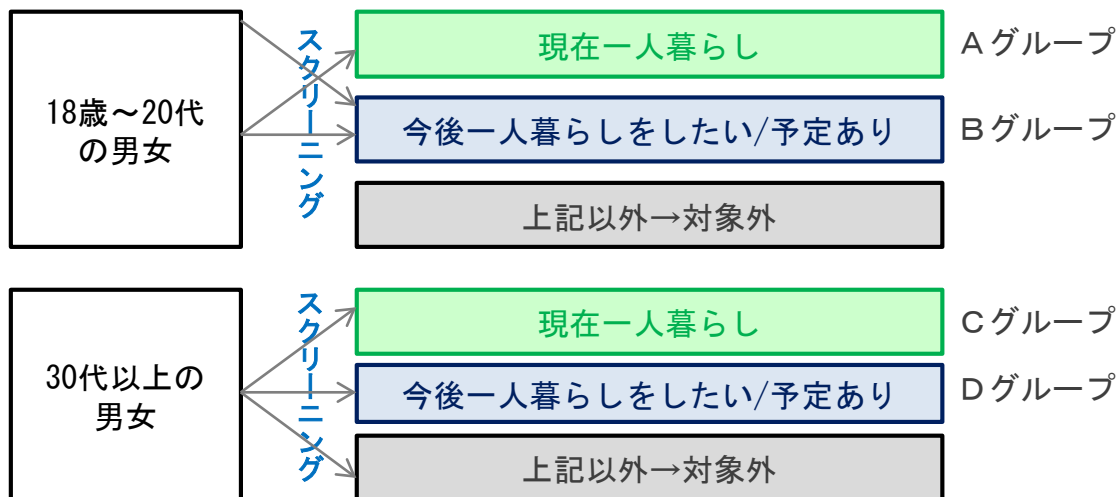 18歳～20代
の男女
スクリーニング
現在一人暮らし
Ａグループ
今後一人暮らしをしたい/予定あり
Ｂグループ
上記以外→対象外
30代以上の
男女
スクリーニング
現在一人暮らし
Ｃグループ
今後一人暮らしをしたい/予定あり
Ｄグループ
上記以外→対象外